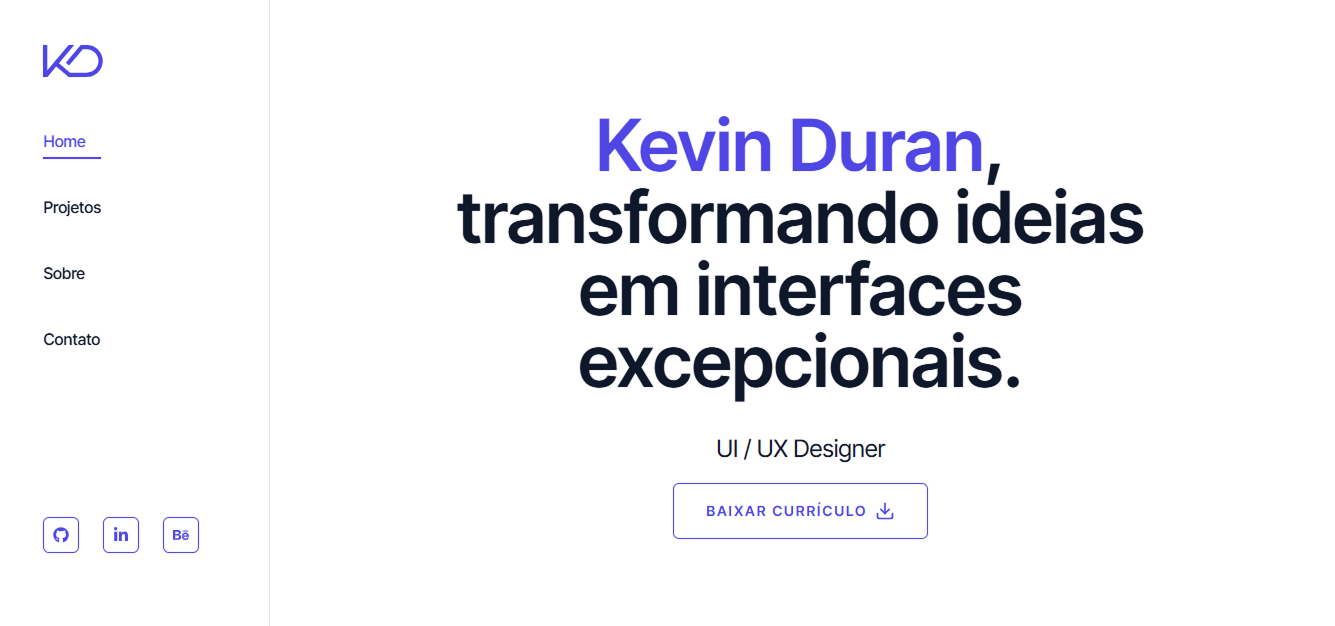 KD
Home
Projetos
Sobre
Contato
in
Bē
Kevin Duran,
transformando ideias
em interfaces
excepcionais.
UI / UX Designer
BAIXAR CURRÍCULO